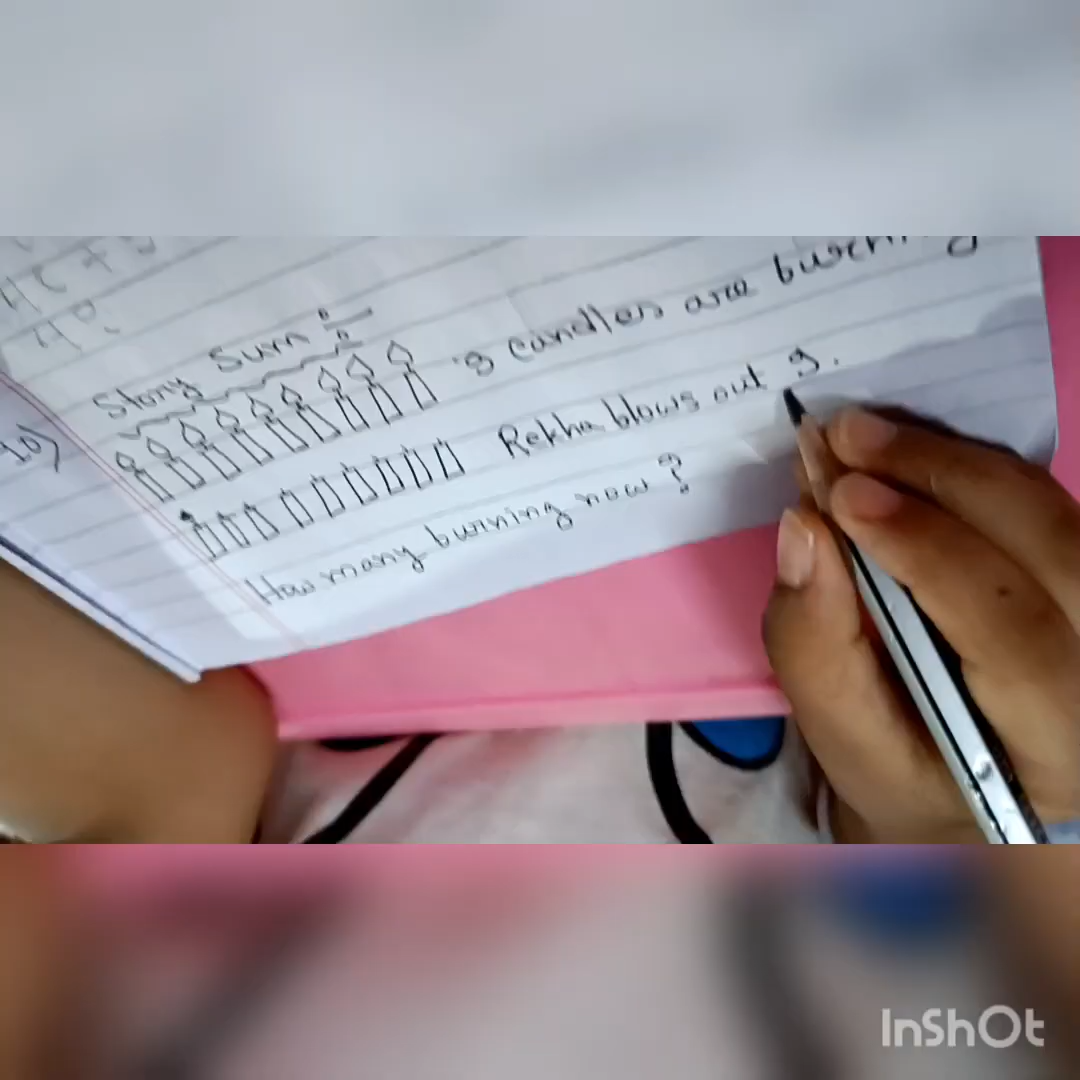 10)
Story Sum :-
9 candles are burning
Rekha blows out 9.
How many burning now?
InShOt